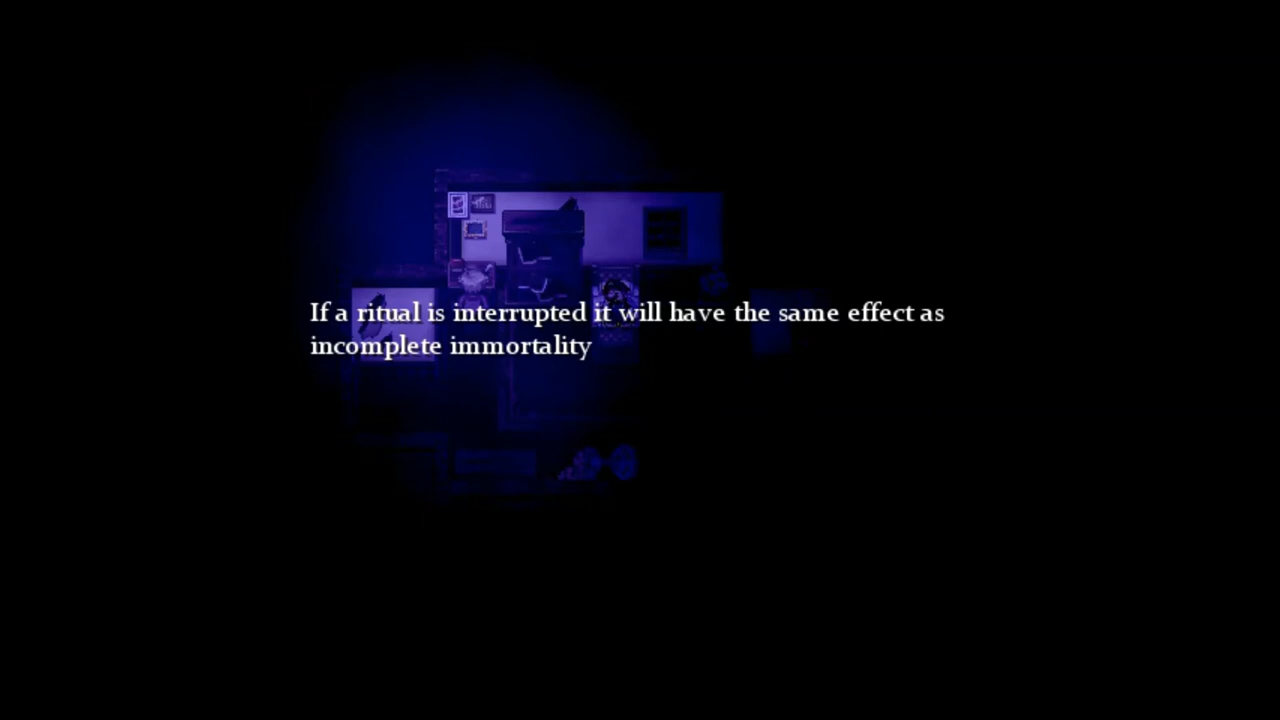 If a ritual is interrupted it will have the same effect as
incomplete immortality